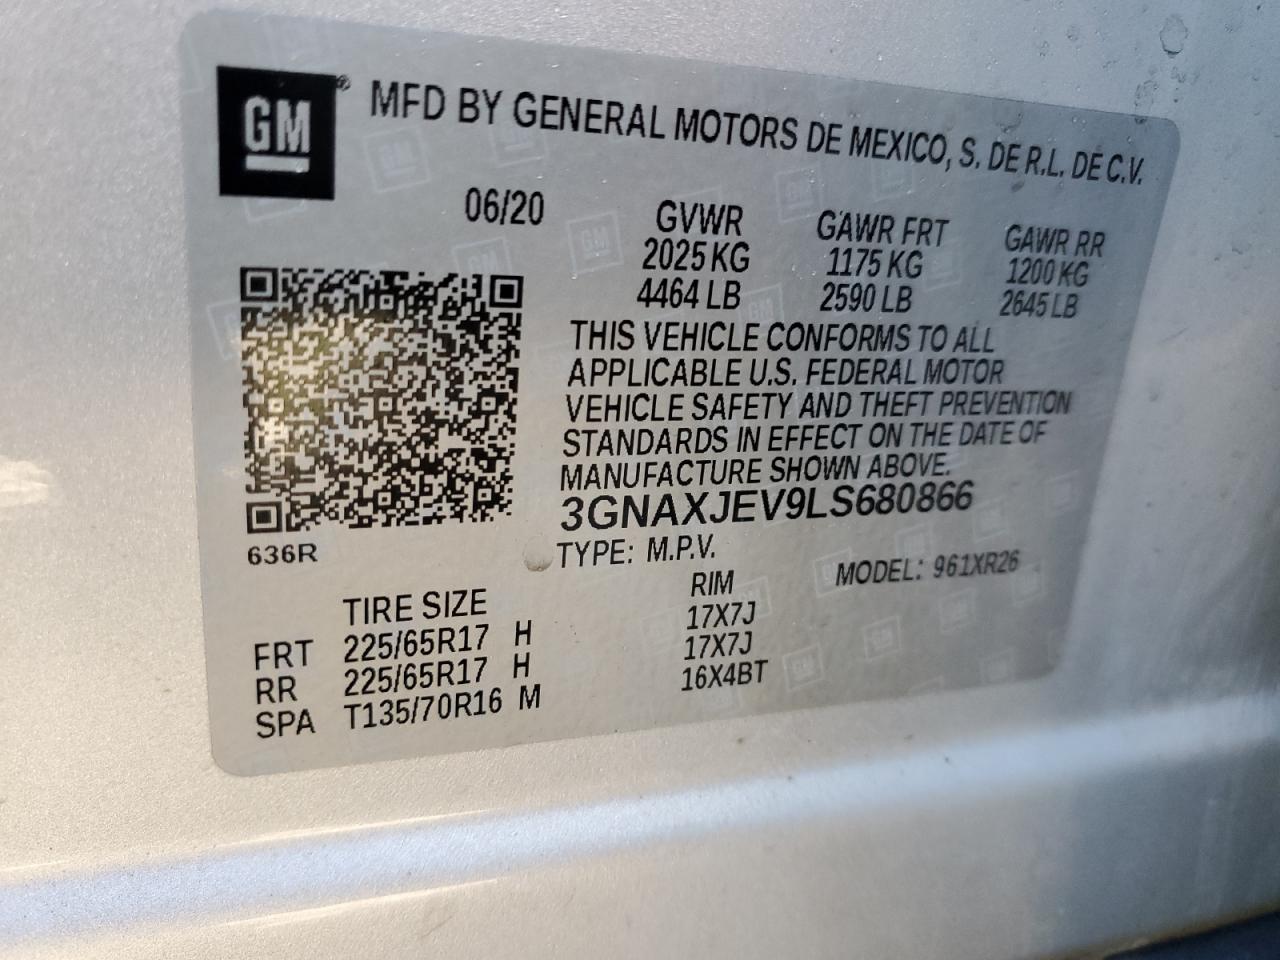 GM® MFD BY GENERAL MOTORS DE MEXICO, S. DE R.L. DE C.V.
06/20 GVWR GAWR FRT GAWR RR
2025 KG 1175 KG 1200 KG
4464 LB 2590 LB 2645 LB
THIS VEHICLE CONFORMS TO ALL
APPLICABLE U.S. FEDERAL MOTOR
VEHICLE SAFETY AND THEFT PREVENTION
STANDARDS IN EFFECT ON THE DATE OF
MANUFACTURE SHOWN ABOVE.
3GNAXJEV9LS680866
636R TYPE: M.P.V. MODEL: 961XR26
TIRE SIZE RIM
FRT 225/65R17 H 17X7J
RR 225/65R17 H 17X7J
SPA T135/70R16 M 16X4BT